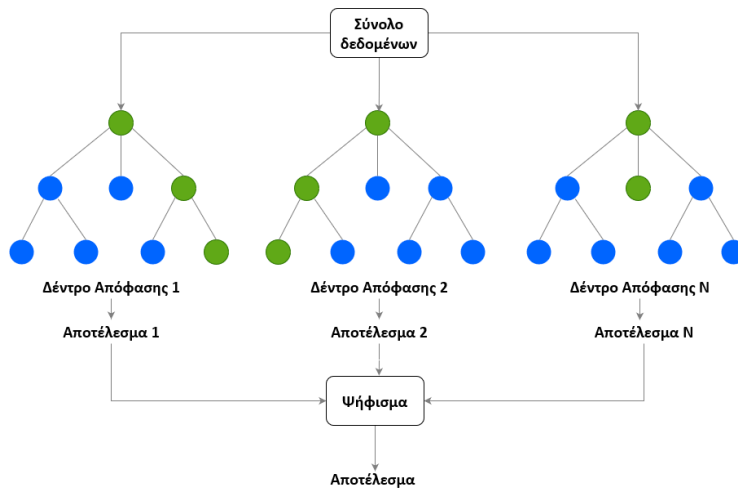 Σύνολο
δεδομένων
Δέντρο Απόφασης 1
Δέντρο Απόφασης 2
Δέντρο Απόφασης Ν
Αποτέλεσμα 1
Αποτέλεσμα 2
Αποτέλεσμα Ν
Ψήφισμα
Αποτέλεσμα